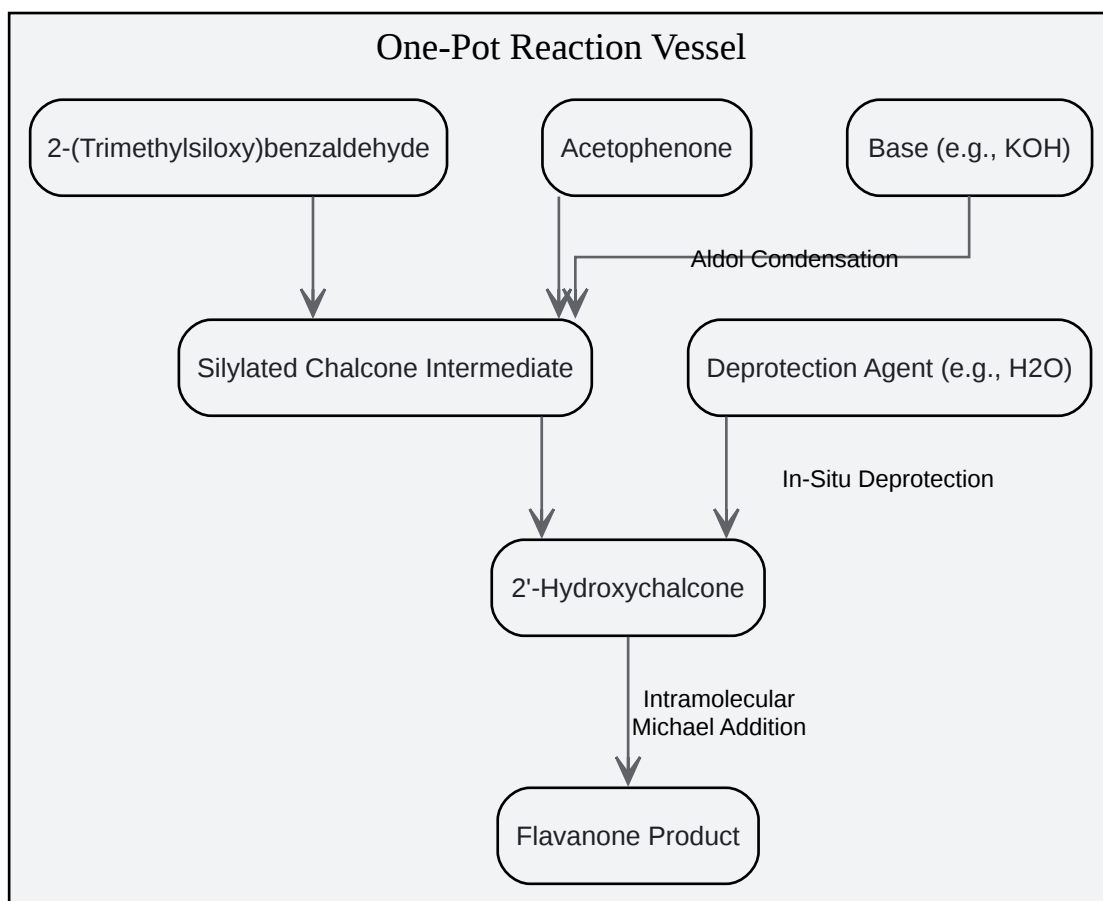 One-Pot Reaction Vessel
2-(Trimethylsiloxy)benzaldehyde
Acetophenone
Base (e.g., KOH)
Aldol Condensation
Silylated Chalcone Intermediate
Deprotection Agent (e.g., H2O)
In-Situ Deprotection
2'-Hydroxychalcone
Intramolecular
Michael Addition
Flavanone Product